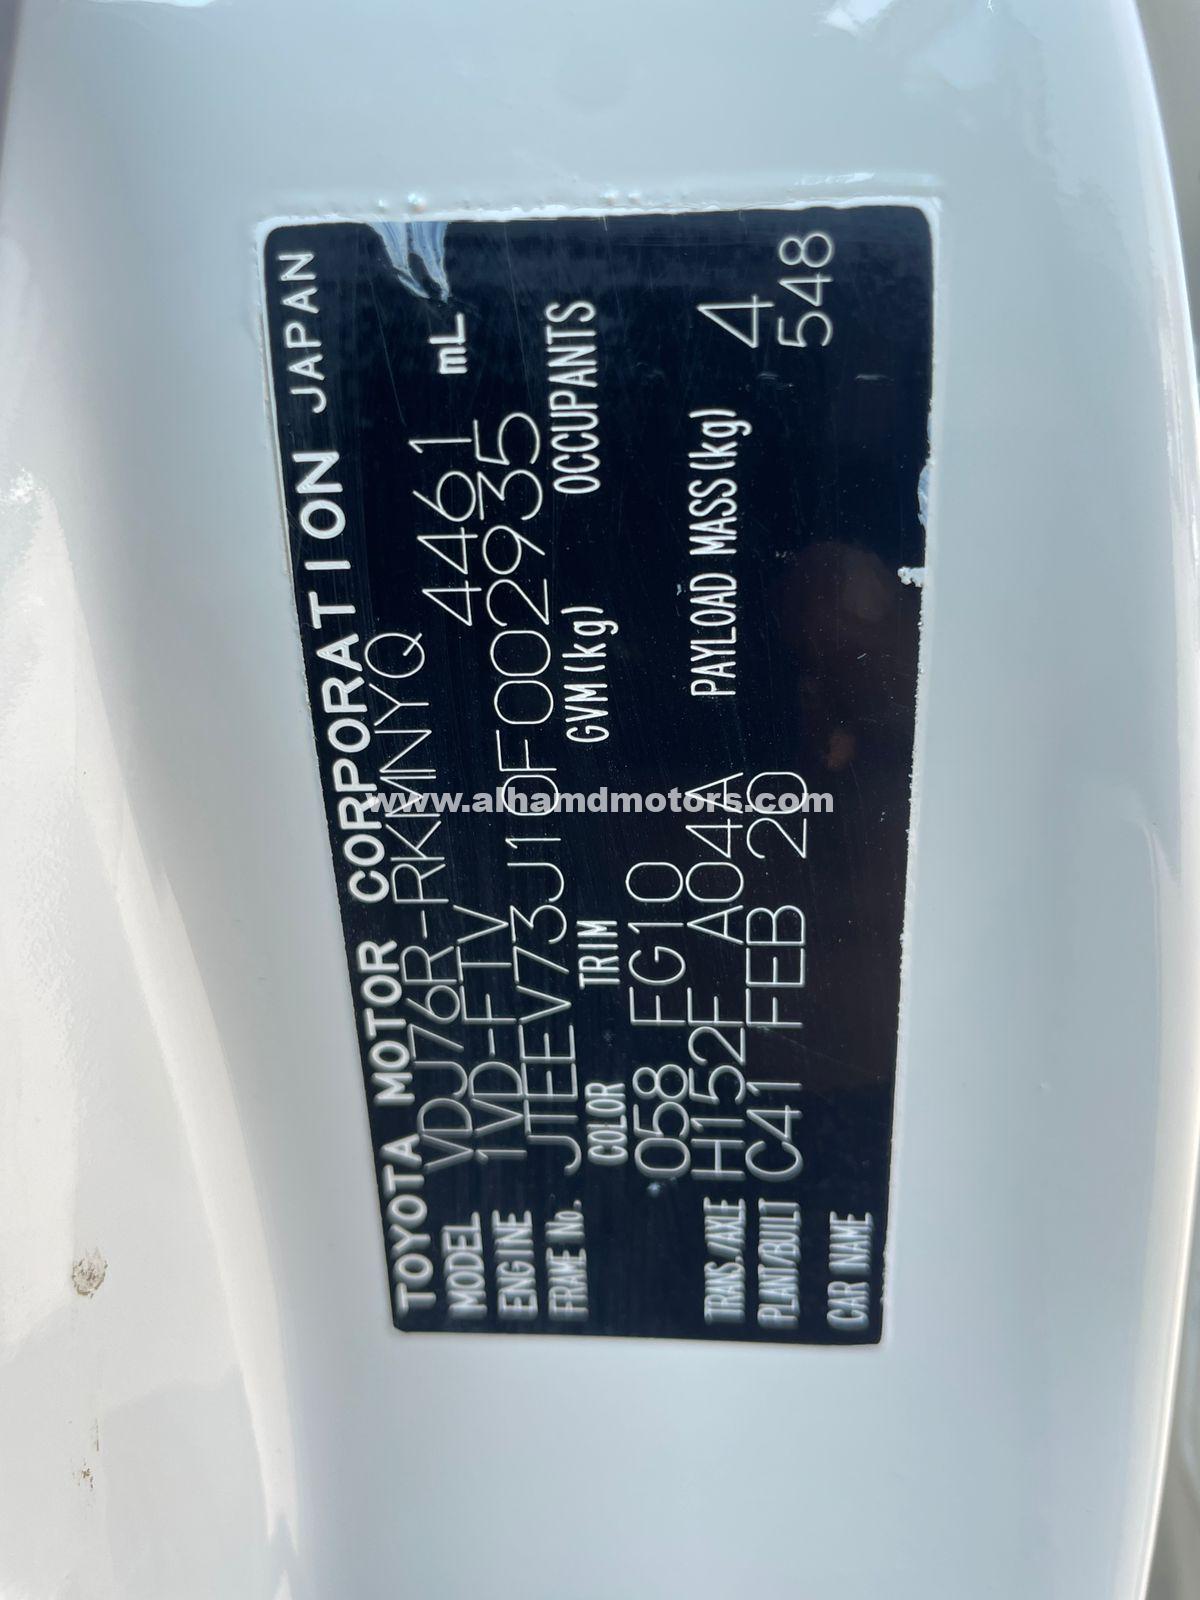 TOYOTA MOTOR CORPORATION JAPAN
MODEL VDJ76R-RKMNYQ
ENGINE 1VD-FTV 4461 mL
FRAME No. JTEEV73J10F002935
COLOR TRIM GVM(kg) OCCUPANTS
058 FG10 4
TRANS./AXLE H152F A04A PAYLOAD MASS(kg) 548
PLANT/BUILT C41 FEB 20
CAR NAME
www.alhamdmotors.com